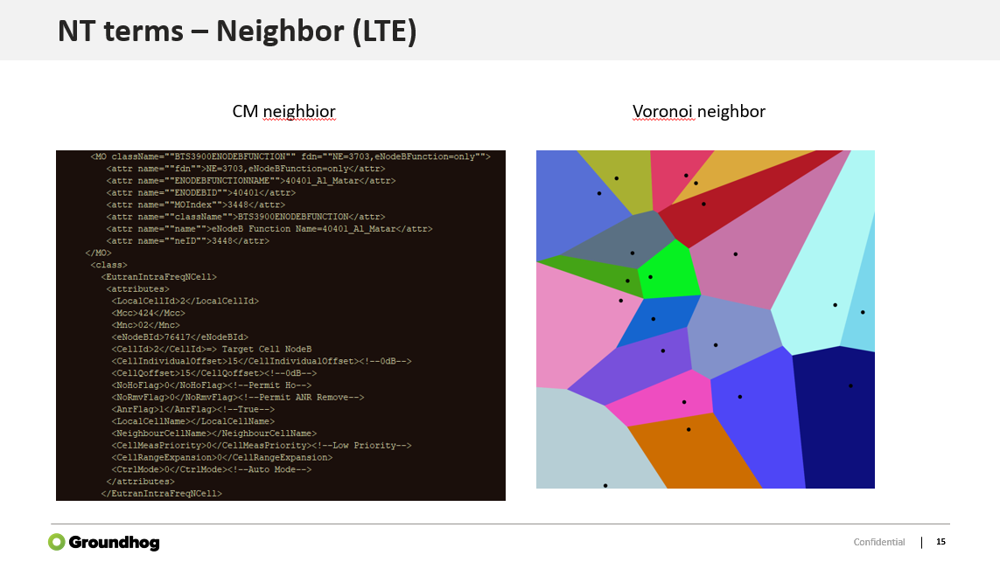 NT terms – Neighbor (LTE)
CM neighbior
Voronoi neighbor
<MO className=""BTS3900ENODEBFUNCTION"" fdn=""NE=3703,eNodeBFunction=only"">
<attr name=""fdn"">NE=3703,eNodeBFunction=only</attr>
<attr name=""ENODEBFUNCTIONNAME"">40401_Al_Matar</attr>
<attr name=""ENODEBID"">40401</attr>
<attr name=""MOIndex"">3448</attr>
<attr name=""className"">BTS3900ENODEBFUNCTION</attr>
<attr name=""name"">eNodeB Function Name=40401_Al_Matar</attr>
<attr name=""neID"">3448</attr>
</MO>
<class>
<EutranIntraFreqNCell>
<attributes>
<LocalCellId>2</LocalCellId>
<Mcc>424</Mcc>
<Mnc>02</Mnc>
<eNodeBId>76417</eNodeBId>
<CellId>2</CellId>=> Target Cell NodeB
<CellIndividualOffset>15</CellIndividualOffset><!--0dB-->
<CellQoffset>15</CellQoffset><!--0dB-->
<NoHoFlag>0</NoHoFlag><!--Permit Ho-->
<NoRmvFlag>0</NoRmvFlag><!--Permit ANR Remove-->
<AnrFlag>1</AnrFlag><!--True-->
<LocalCellName></LocalCellName>
<NeighbourCellName></NeighbourCellName>
<CellMeasPriority>0</CellMeasPriority><!--Low Priority-->
<CellRangeExpansion>0</CellRangeExpansion>
<CtrlMode>0</CtrlMode><!--Auto Mode-->
</attributes>
</EutranIntraFreqNCell>
Groundhog
Confidential | 15